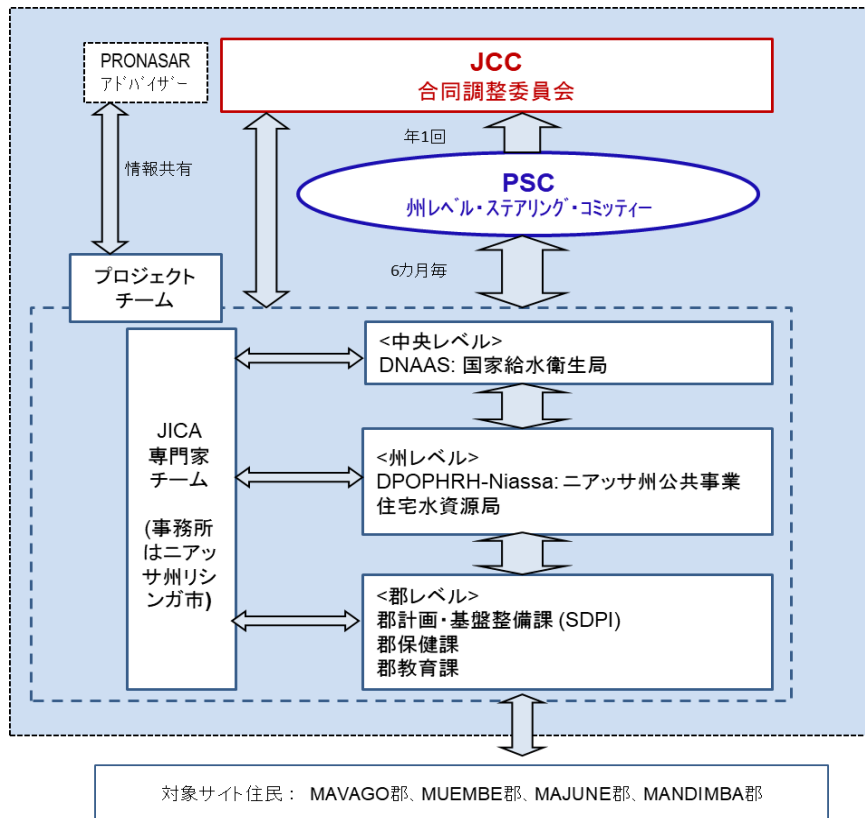 PRONASAR
アドバイザー
JCC
合同調整委員会
年1回
情報共有
PSC
州レベル・ステアリング・コミッティー
6カ月毎
プロジェクト
チーム
<中央レベル>
DNAAS: 国家給水衛生局
JICA
専門家
チーム
(事務所
はニアッ
サ州リシ
ンガ市)
<州レベル>
DPOPHRH-Niassa: ニアッサ州公共事業
住宅水資源局
<郡レベル>
郡計画・基盤整備課 (SDPI)
郡保健課
郡教育課
対象サイト住民： MAVAGO郡、MUEMBE郡、MAJUNE郡、MANDIMBA郡